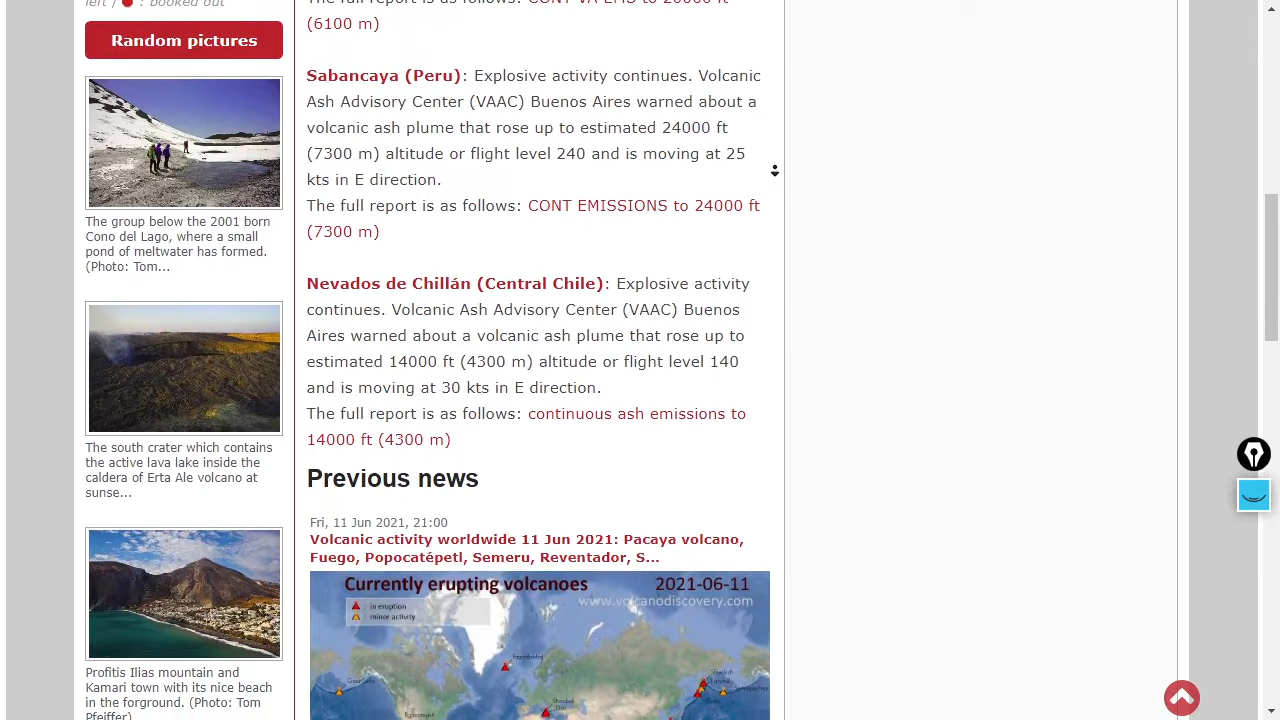 left / : booked out
Random pictures
The group below the 2001 born
Cono del Lago, where a small
pond of meltwater has formed.
(Photo: Tom...
The south crater which contains
the active lava lake inside the
caldera of Erta Ale volcano at
sunse...
Profitis Ilias mountain and
Kamari town with its nice beach
in the forground. (Photo: Tom
Pfeiffer)
The full report is as follows: CONT VA EMS to 20000 ft
(6100 m)
Sabancaya (Peru): Explosive activity continues. Volcanic
Ash Advisory Center (VAAC) Buenos Aires warned about a
volcanic ash plume that rose up to estimated 24000 ft
(7300 m) altitude or flight level 240 and is moving at 25
kts in E direction.
The full report is as follows: CONT EMISSIONS to 24000 ft
(7300 m)
Nevados de Chillán (Central Chile): Explosive activity
continues. Volcanic Ash Advisory Center (VAAC) Buenos
Aires warned about a volcanic ash plume that rose up to
estimated 14000 ft (4300 m) altitude or flight level 140
and is moving at 30 kts in E direction.
The full report is as follows: continuous ash emissions to
14000 ft (4300 m)
Previous news
Fri, 11 Jun 2021, 21:00
Volcanic activity worldwide 11 Jun 2021: Pacaya volcano,
Fuego, Popocatépetl, Semeru, Reventador, S...
Currently erupting volcanoes 2021-06-11
www.volcanodiscovery.com
: in eruption
: minor activity